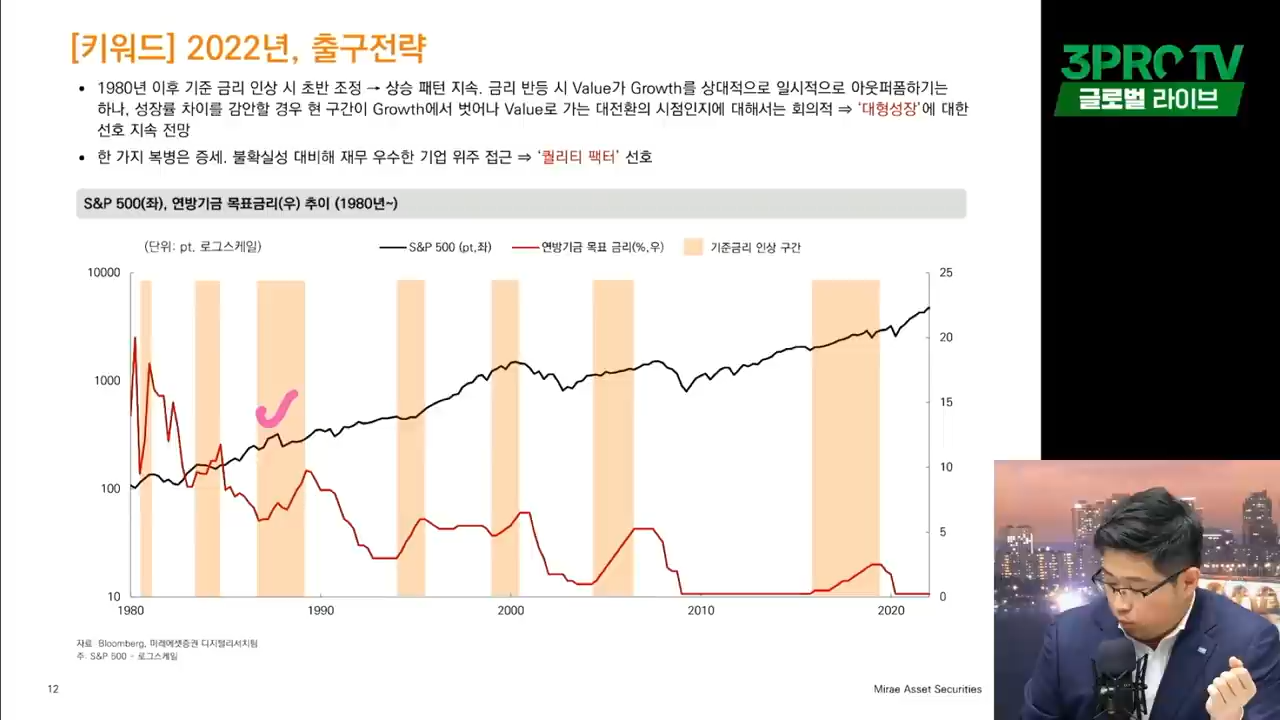 [키워드] 2022년, 출구전략
3PRO TV
글로벌 라이브
• 1980년 이후 기준 금리 인상 시 초반 조정 → 상승 패턴 지속. 금리 반등 시 Value가 Growth를 상대적으로 일시적으로 아웃퍼폼하기는
하나, 성장률 차이를 감안할 경우 현 구간이 Growth에서 벗어나 Value로 가는 대전환의 시점인지에 대해서는 회의적 ⇒ ‘대형성장’에 대한
선호 지속 전망
• 한 가지 복병은 증세. 불확실성 대비해 재무 우수한 기업 위주 접근 ⇒ ‘퀄리티 팩터’ 선호
S&P 500(좌), 연방기금 목표금리(우) 추이 (1980년~)
(단위: pt, 로그스케일)
S&P 500 (pt,좌)
연방기금 목표 금리(%,우)
기준금리 인상 구간
10000
1000
100
10
25
20
15
10
5
0
1980 1990 2000 2010 2020
자료: Bloomberg, 미래에셋증권 디지털리서치팀
주: S&P 500 - 로그스케일
12
Mirae Asset Securities